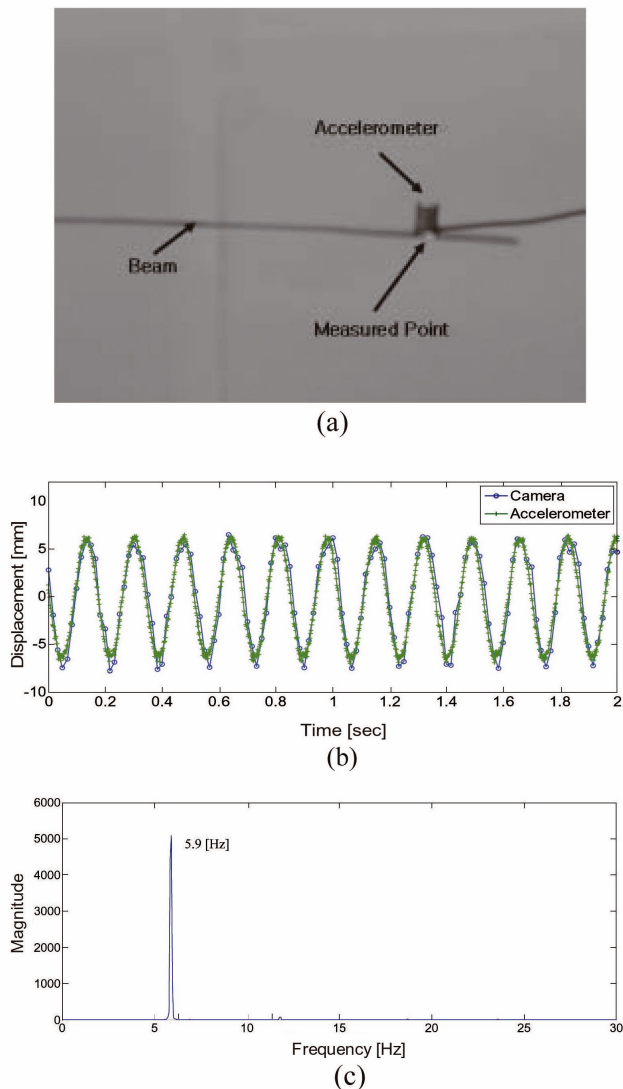 Accelerometer
Beam
Measured Point
(a)
Camera
Accelerometer
Displacement [mm]
10
5
0
-5
-10
0
0.2
0.4
0.6
0.8
1
1.2
1.4
1.6
1.8
2
Time [sec]
(b)
Magnitude
6000
5000
4000
3000
2000
1000
0
5.9 [Hz]
0
5
10
15
20
25
30
Frequency [Hz]
(c)